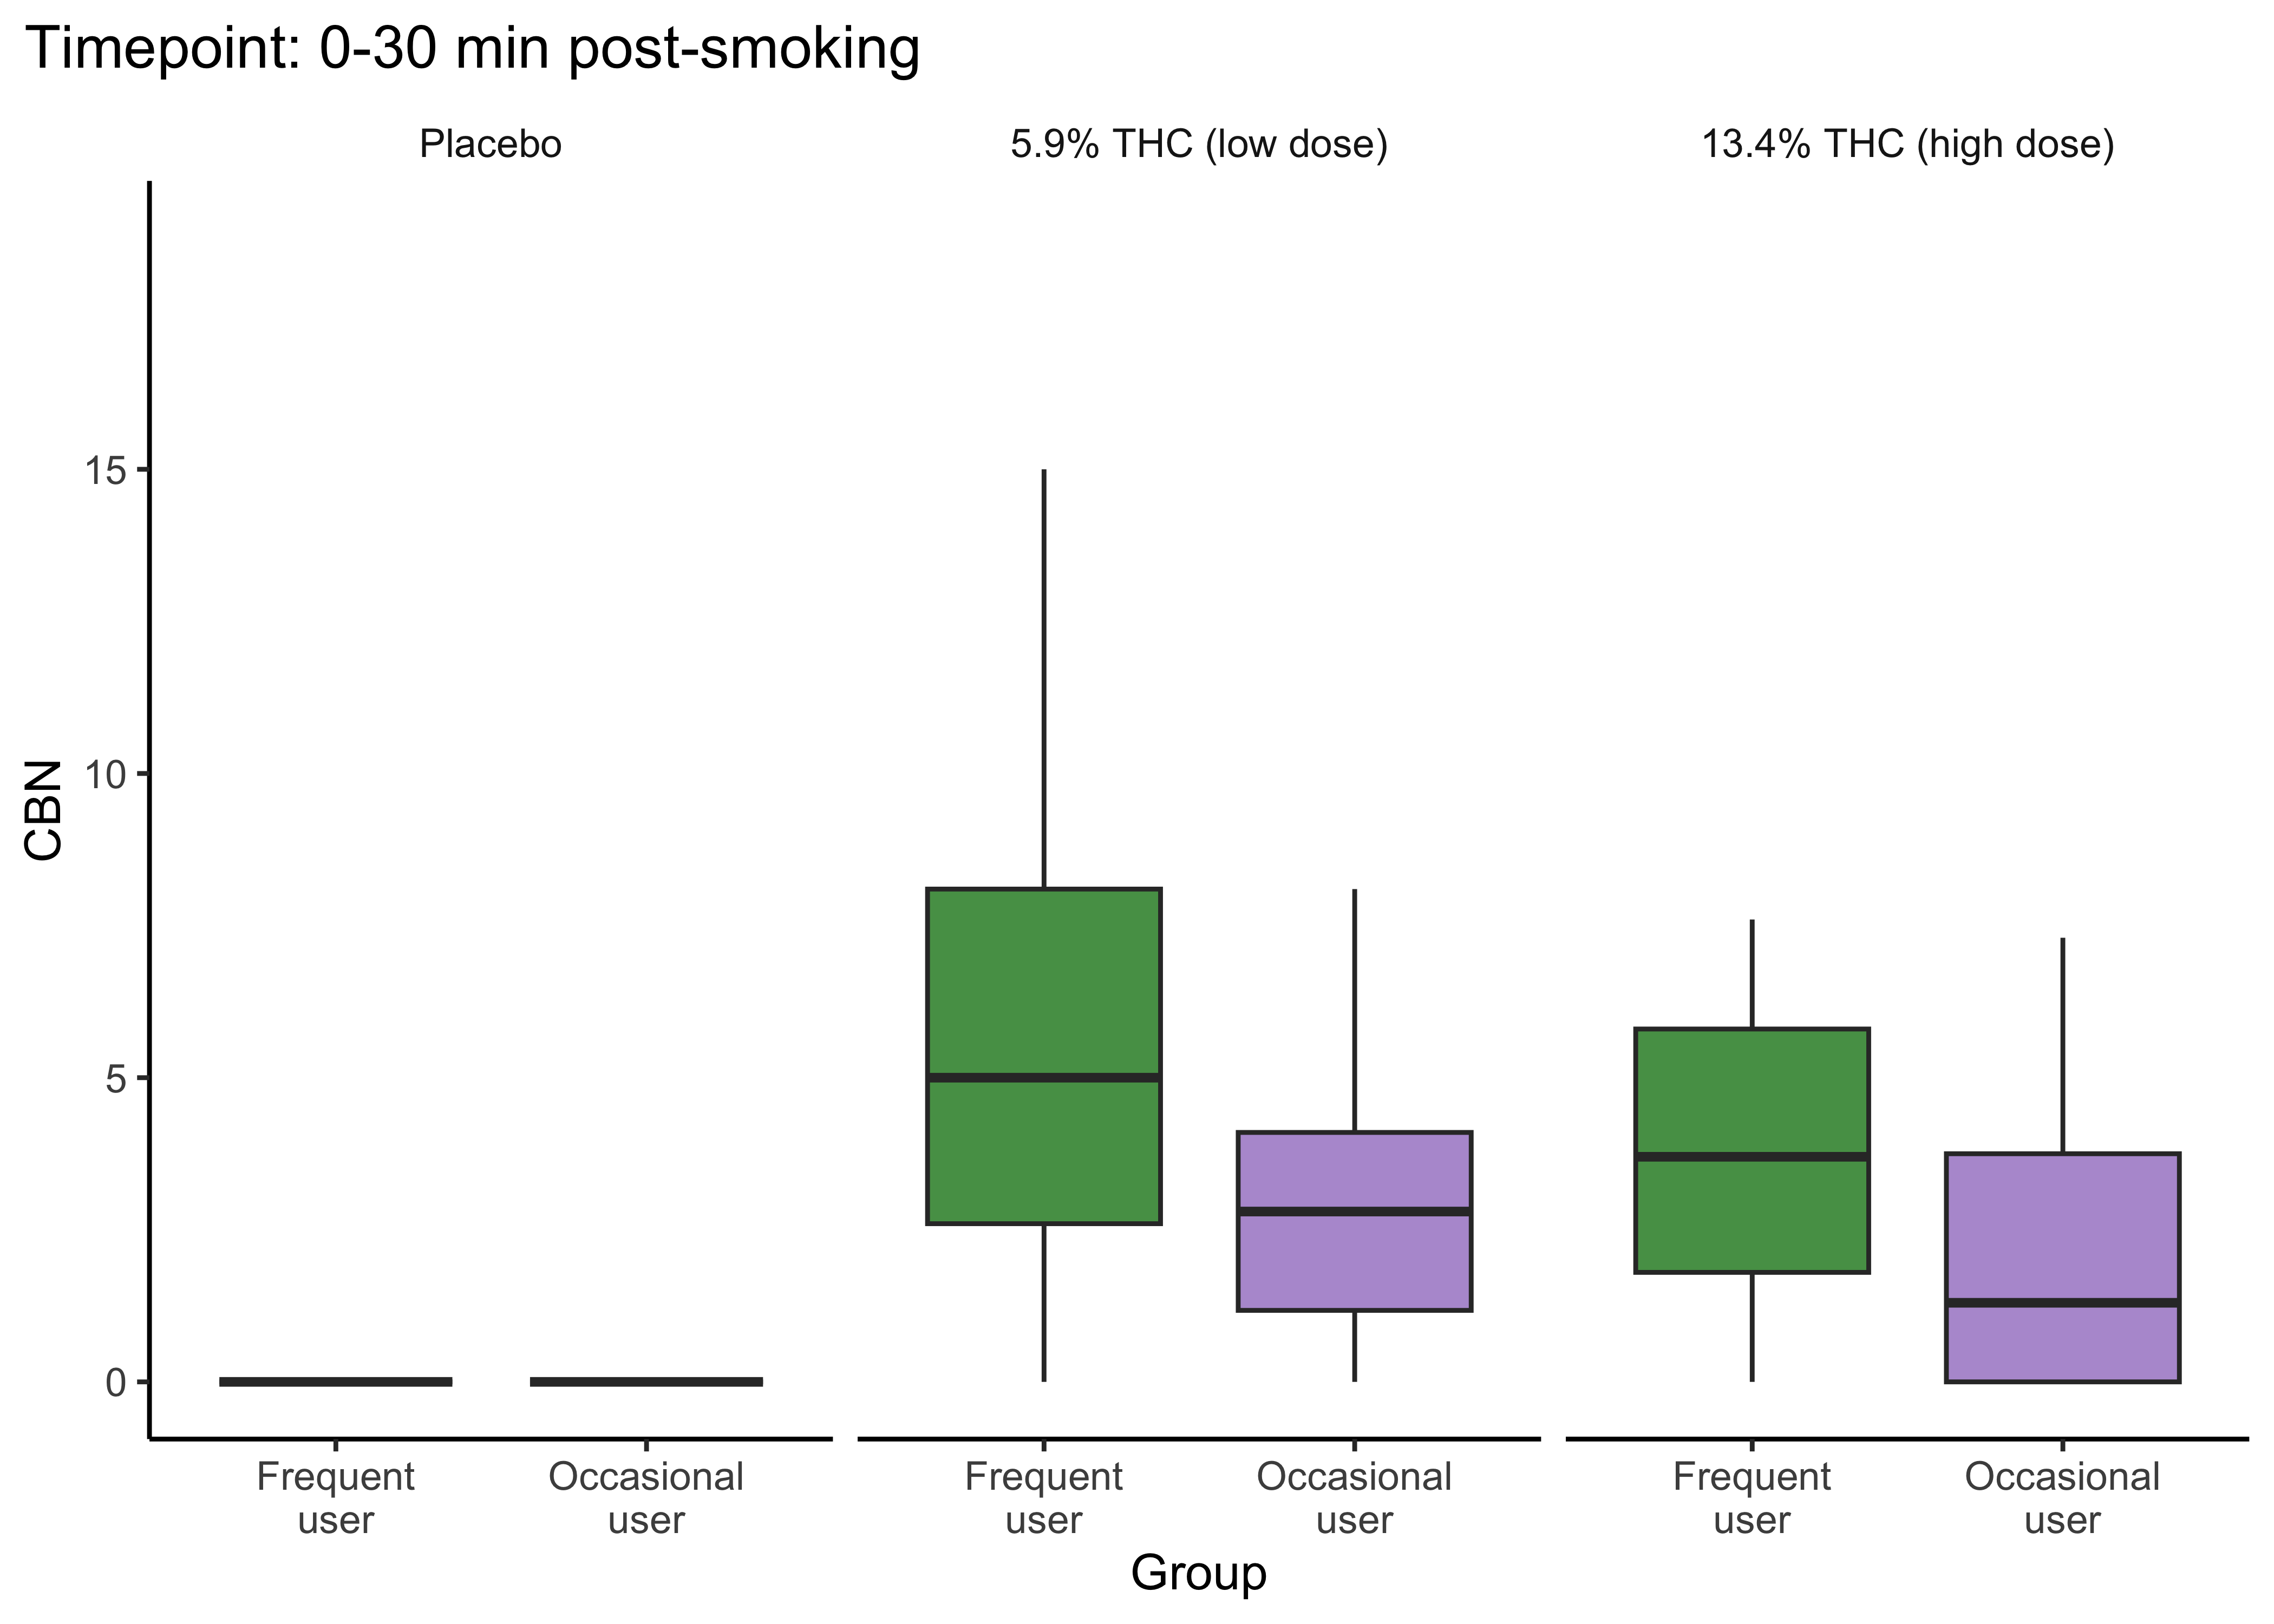 Timepoint: 0-30 min post-smoking
Placebo
5.9% THC (low dose)
13.4% THC (high dose)
CBN
15
10
5
0
Frequent
user
Occasional
user
Frequent
user
Occasional
user
Frequent
user
Occasional
user
Group